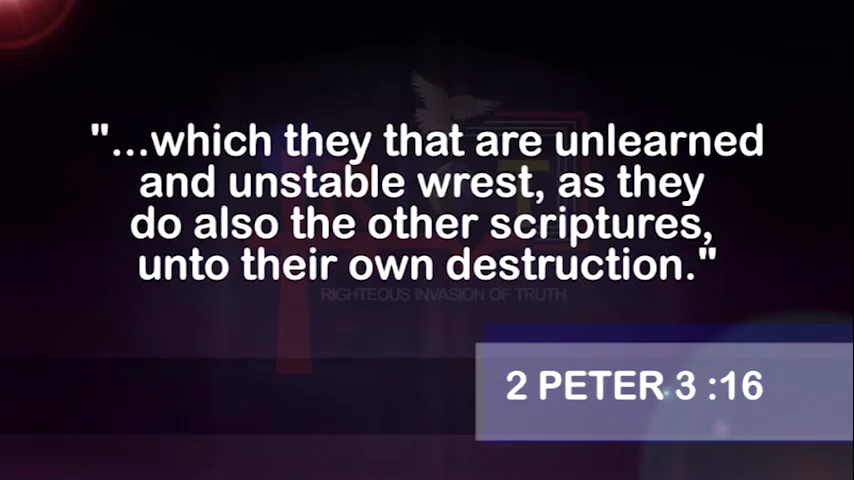 "...which they that are unlearned
and unstable wrest, as they
do also the other scriptures,
unto their own destruction."
RIGHTEOUS INVASION OF TRUTH
2 PETER 3 :16